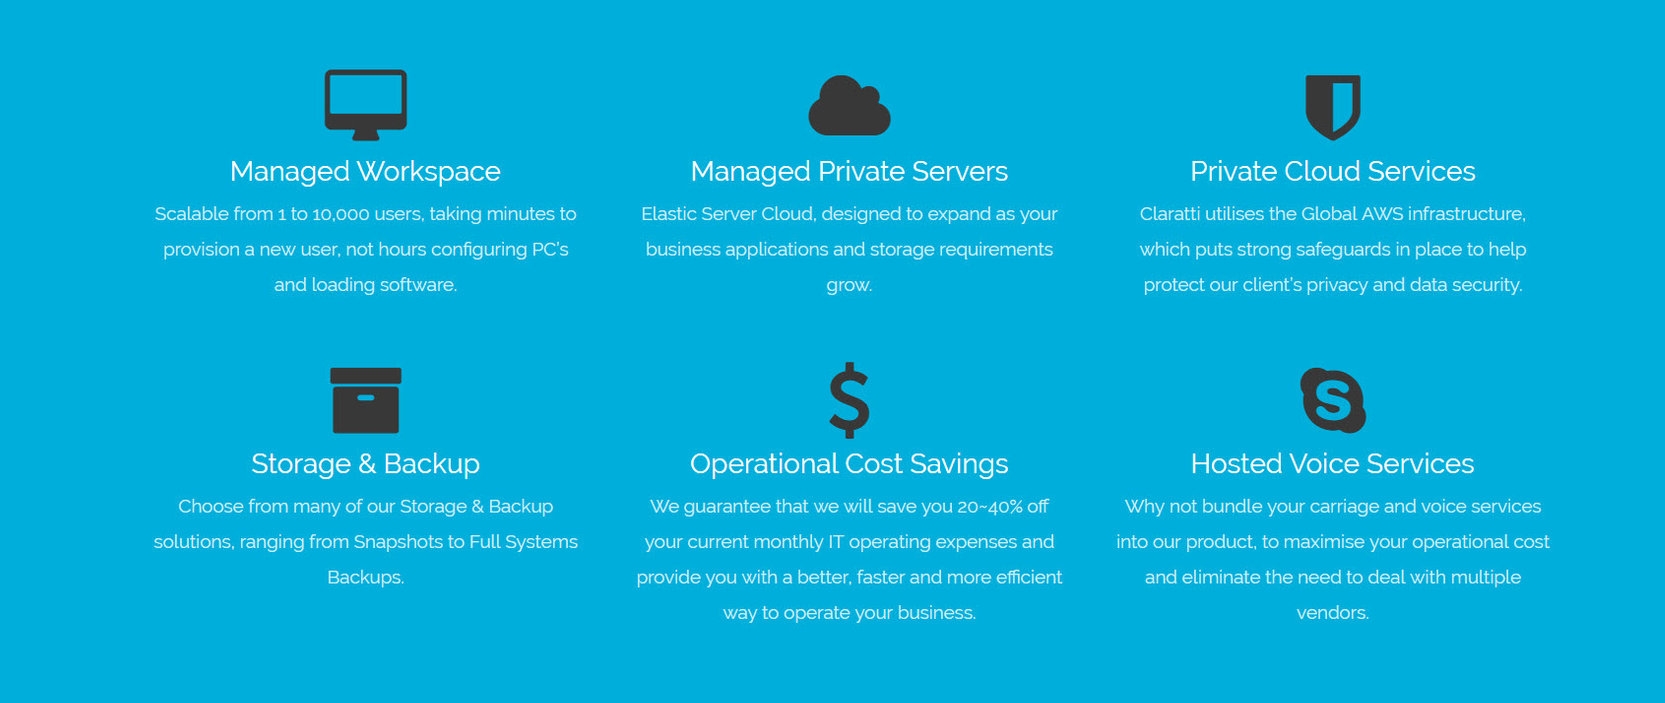 Managed Workspace
Scalable from 1 to 10,000 users, taking minutes to
provision a new user, not hours configuring PC's
and loading software.
Managed Private Servers
Elastic Server Cloud, designed to expand as your
business applications and storage requirements
grow.
Private Cloud Services
Claratti utilises the Global AWS infrastructure,
which puts strong safeguards in place to help
protect our client's privacy and data security.
Storage & Backup
Choose from many of our Storage & Backup
solutions, ranging from Snapshots to Full Systems
Backups.
Operational Cost Savings
We guarantee that we will save you 20~40% off
your current monthly IT operating expenses and
provide you with a better, faster and more efficient
way to operate your business.
Hosted Voice Services
Why not bundle your carriage and voice services
into our product, to maximise your operational cost
and eliminate the need to deal with multiple
vendors.